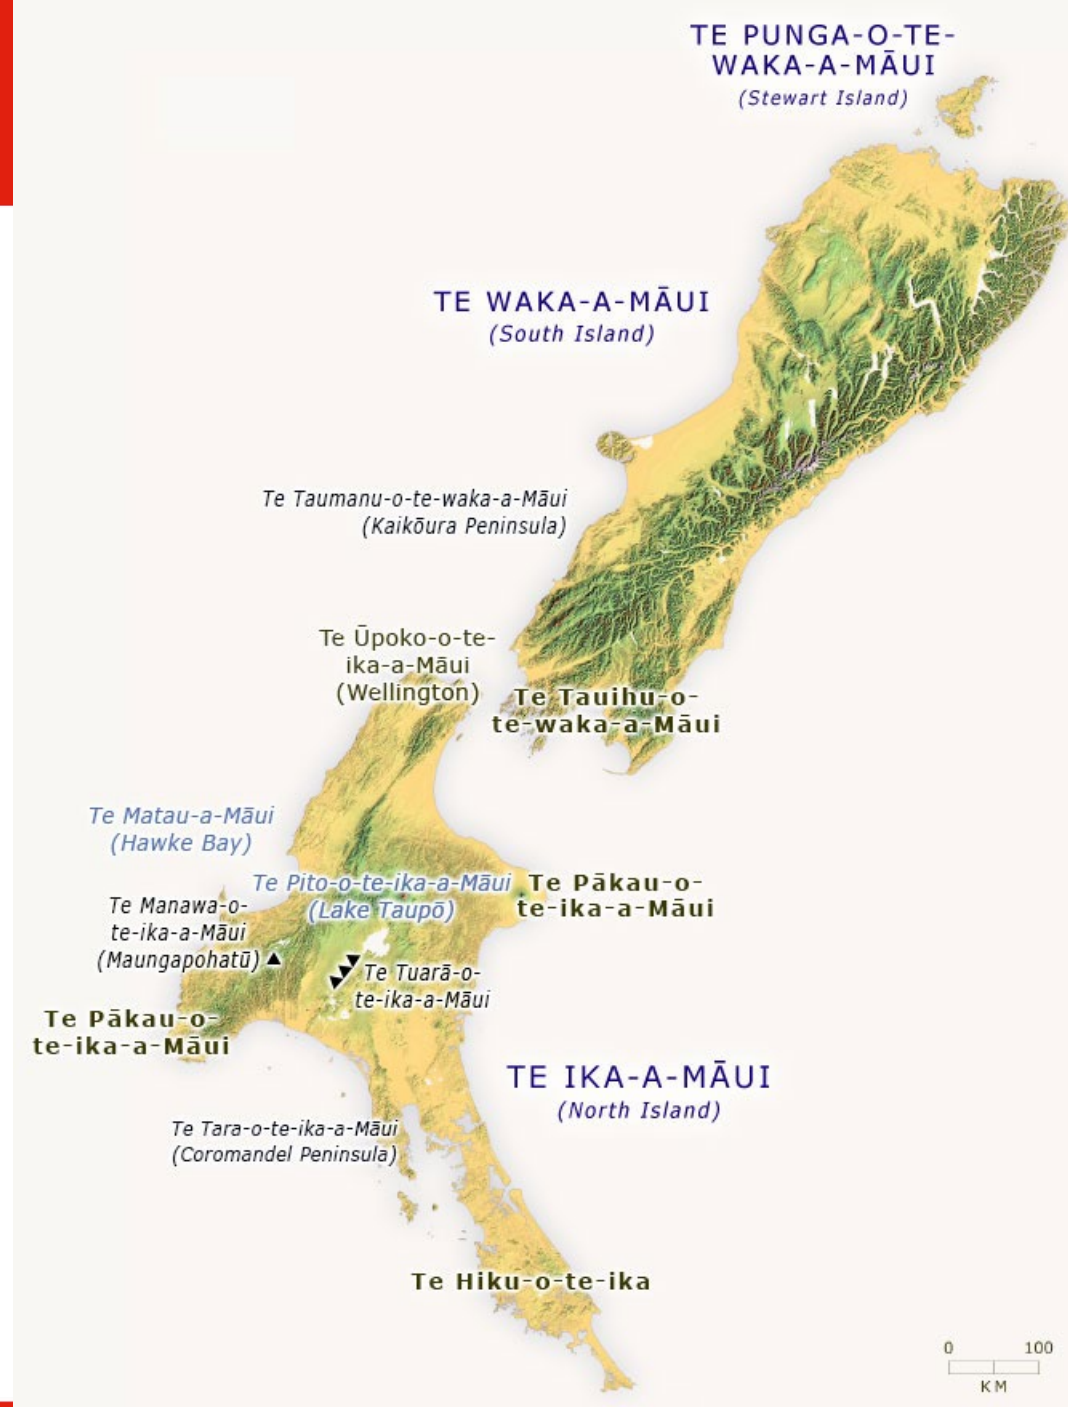 TE PUNGA-O-TE-
WAKA-A-MĀUI
(Stewart Island)
TE WAKA-A-MĀUI
(South Island)
Te Taumanu-o-te-waka-a-Māui
(Kaikōura Peninsula)
Te Ūpoko-o-te-
ika-a-Māui
(Wellington)
Te Tauihu-o-
te-waka-a-Māui
Te Matau-a-Māui
(Hawke Bay)
Te Pito-o-te-ika-a-Māui
(Lake Taupō)
Te Pākau-o-
te-ika-a-Māui
Te Manawa-o-
te-ika-a-Māui
(Maungapohatū)
Te Tuarā-o-
te-ika-a-Māui
Te Pākau-o-
te-ika-a-Māui
TE IKA-A-MĀUI
(North Island)
Te Tara-o-te-ika-a-Māui
(Coromandel Peninsula)
Te Hiku-o-te-ika
0 100
KM